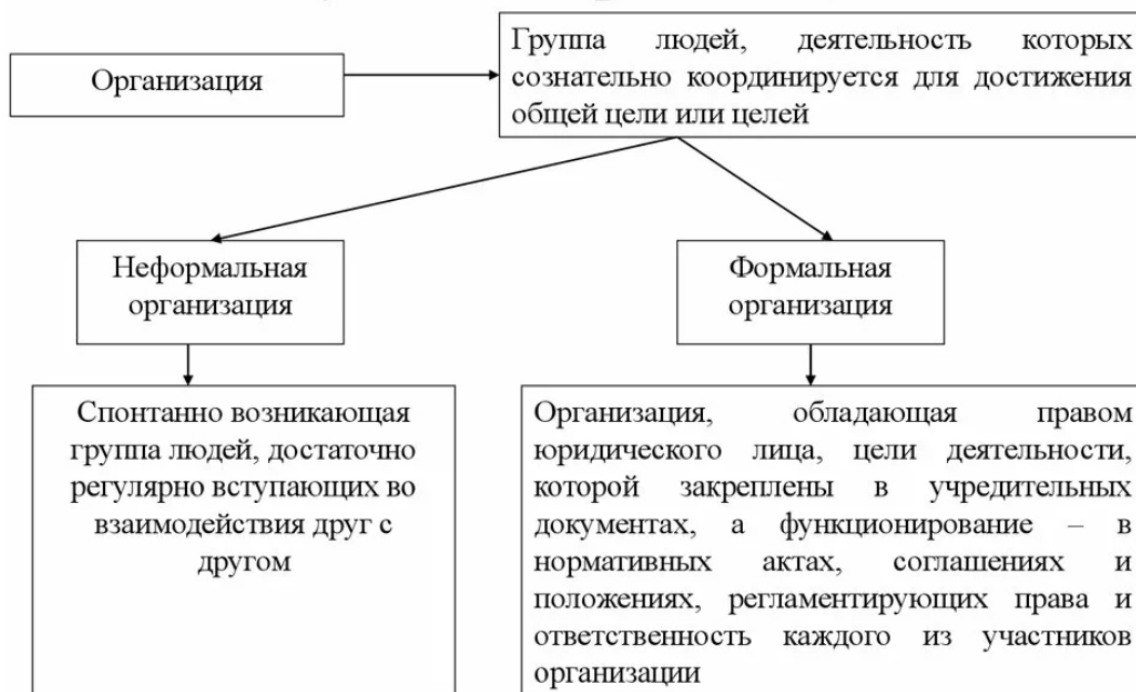 Организация
Группа людей, деятельность которых
сознательно координируется для достижения
общей цели или целей
Неформальная
организация
Формальная
организация
Спонтанно возникающая
группа людей, достаточно
регулярно вступающих во
взаимодействия друг с
другом
Организация, обладающая правом
юридического лица, цели деятельности,
которой закреплены в учредительных
документах, а функционирование – в
нормативных актах, соглашениях и
положениях, регламентирующих права и
ответственность каждого из участников
организации